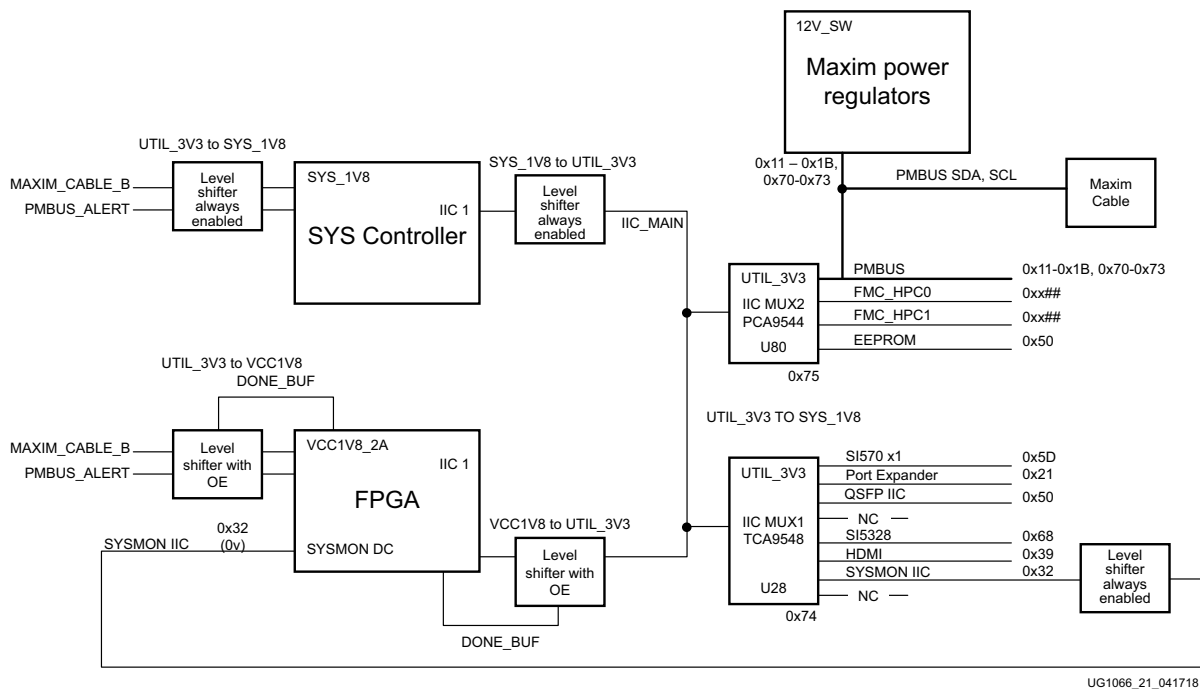 12V_SW
Maxim power
regulators
UTIL_3V3 to SYS_1V8
MAXIM_CABLE_B
PMBUS_ALERT
Level
shifter
always
enabled
SYS_1V8
IIC 1
SYS Controller
SYS_1V8 to UTIL_3V3
Level
shifter
always
enabled
IIC_MAIN
0x11 – 0x1B,
0x70-0x73
PMBUS SDA, SCL
Maxim
Cable
UTIL_3V3
IIC MUX2
PCA9544
U80
0x75
PMBUS
0x11-0x1B, 0x70-0x73
FMC_HPC0
0xx##
FMC_HPC1
0xx##
EEPROM
0x50
UTIL_3V3 to VCC1V8
DONE_BUF
MAXIM_CABLE_B
PMBUS_ALERT
Level
shifter with
OE
VCC1V8_2A
IIC 1
FPGA
SYSMON DC
SYSMON IIC
0x32
(0v)
VCC1V8 to UTIL_3V3
Level
shifter with
OE
DONE_BUF
UTIL_3V3 TO SYS_1V8
UTIL_3V3
IIC MUX1
TCA9548
U28
0x74
SI570 x1
0x5D
Port Expander
0x21
QSFP IIC
0x50
NC
SI5328
0x68
HDMI
0x39
SYSMON IIC
0x32
NC
Level
shifter
always
enabled
UG1066_21_041718